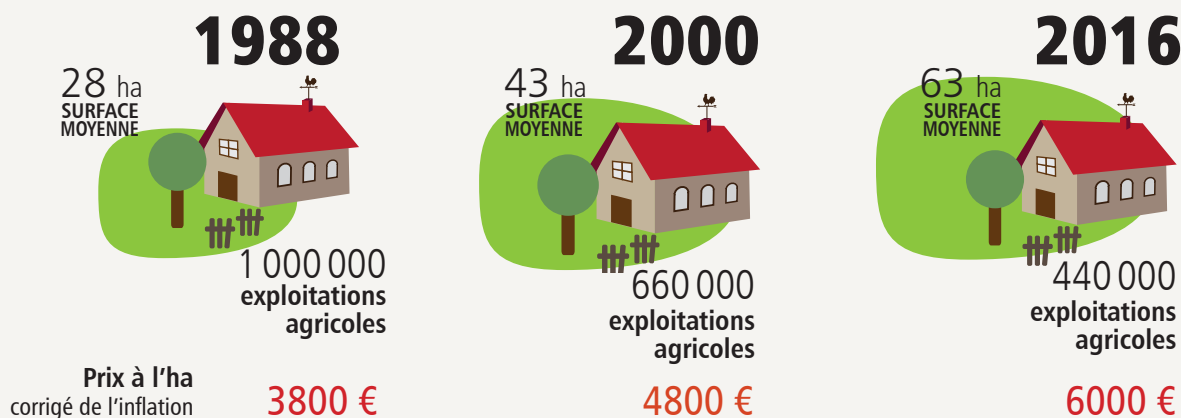 1988
28 ha
SURFACE
MOYENNE
1 000 000
exploitations
agricoles
2000
43 ha
SURFACE
MOYENNE
660 000
exploitations
agricoles
2016
63 ha
SURFACE
MOYENNE
440 000
exploitations
agricoles
Prix à l’ha
corrigé de l’inflation
3800 €
4800 €
6000 €